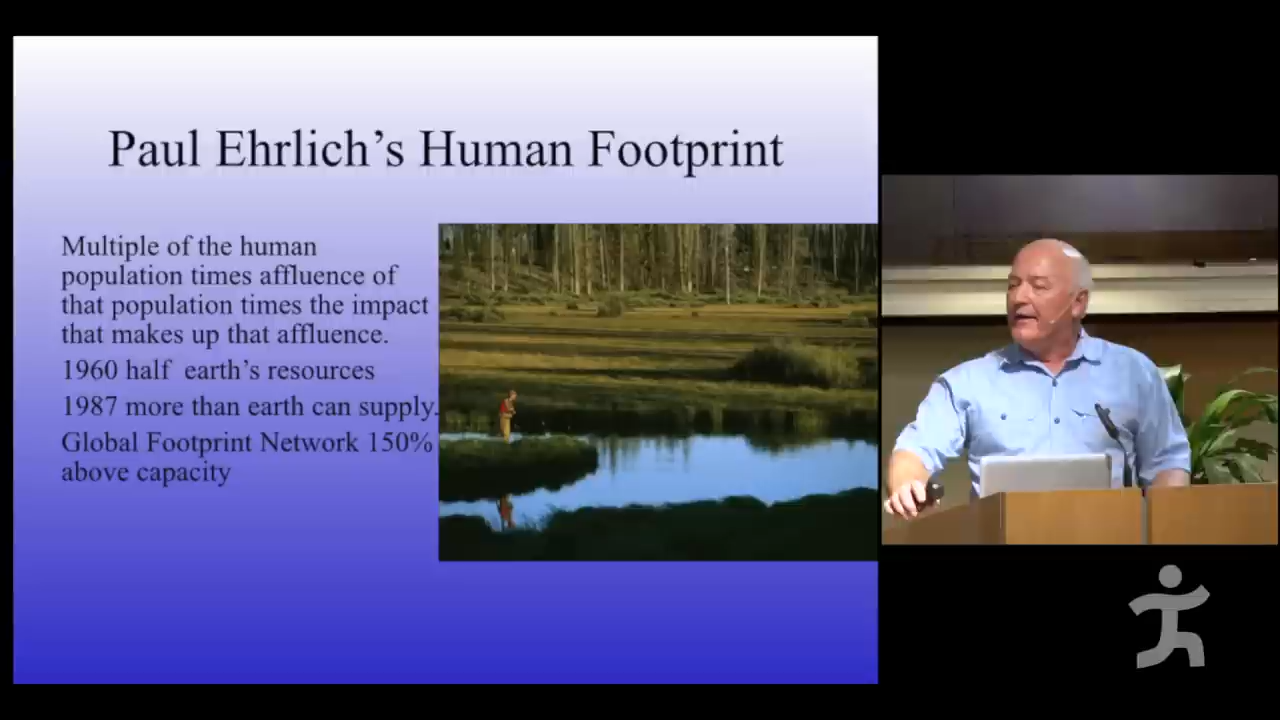 Paul Ehrlich’s Human Footprint
Multiple of the human
population times affluence of
that population times the impact
that makes up that affluence.
1960 half  earth’s resources
1987 more than earth can supply.
Global Footprint Network 150%
above capacity